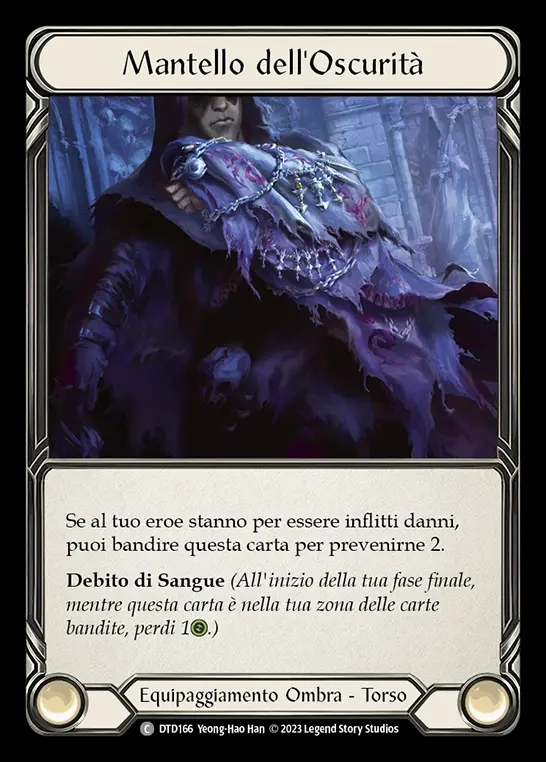 Mantello dell'Oscurità
Se al tuo eroe stanno per essere inflitti danni,
puoi bandire questa carta per prevenirne 2.
Debito di Sangue (All'inizio della tua fase finale,
mentre questa carta è nella tua zona delle carte
bandite, perdi 1.)
Equipaggiamento Ombra - Torso
C DTD166 Yeong-Hao Han © 2023 Legend Story Studios